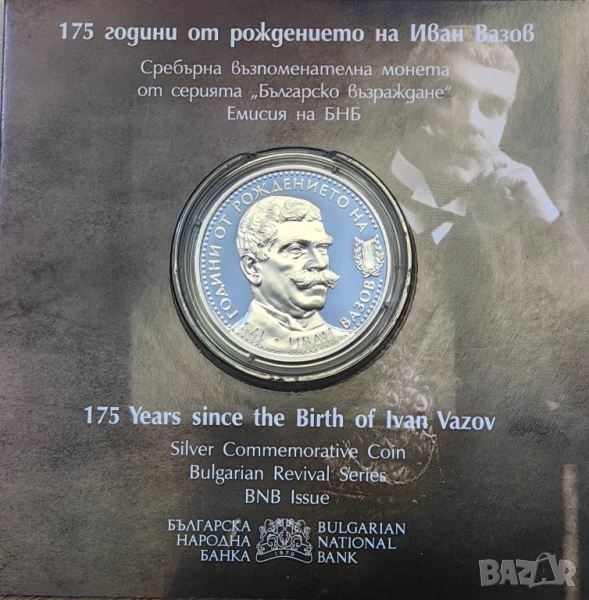 175 години от рождението на Иван Вазов
Сребърна възпоменателна монета
от серията „Българско възраждане“
Емисия на БНБ
ГОДИНИ ОТ РОЖДЕНИЕТО НА
ИВАН ВАЗОВ
175 Years since the Birth of Ivan Vazov
Silver Commemorative Coin
Bulgarian Revival Series
BNB Issue
БЪЛГАРСКА
НАРОДНА
БАНКА
1879
BULGARIAN
NATIONAL
BANK
BAZAR